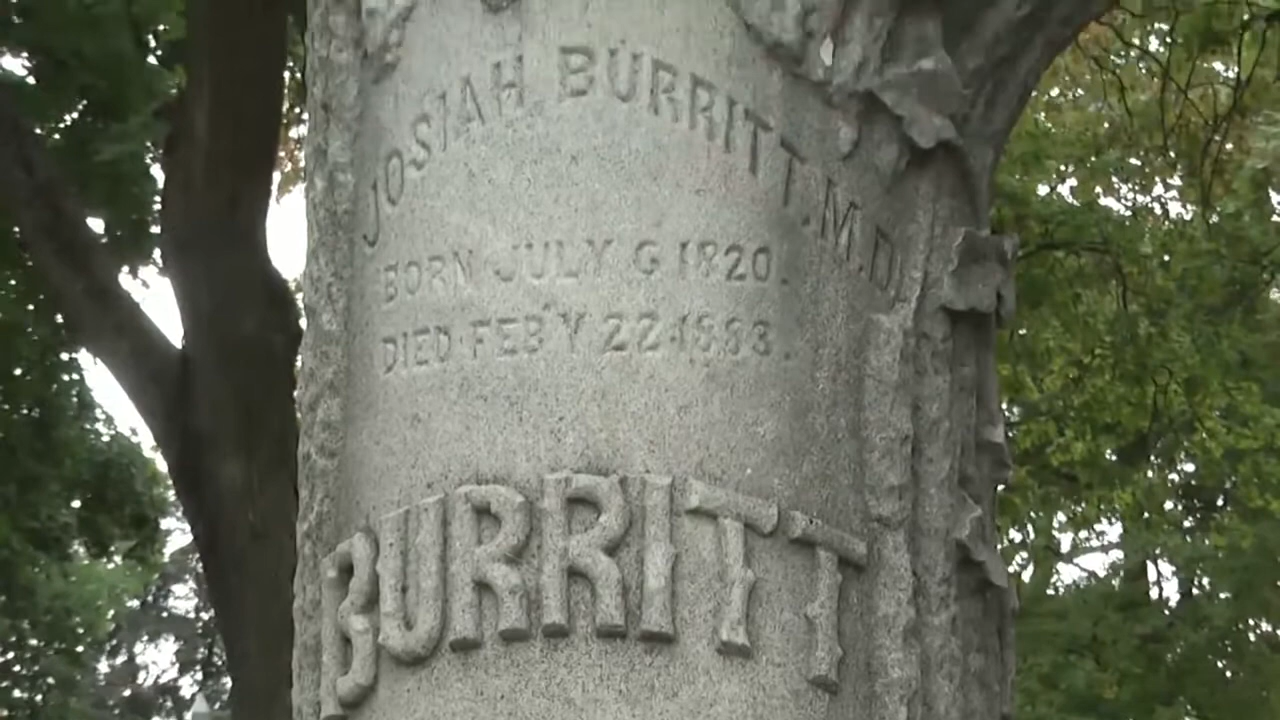 JOSIAH BURRITT. M.D.
BORN JULY 6 1820.
DIED FEB'Y 22 1883.
BURRITT